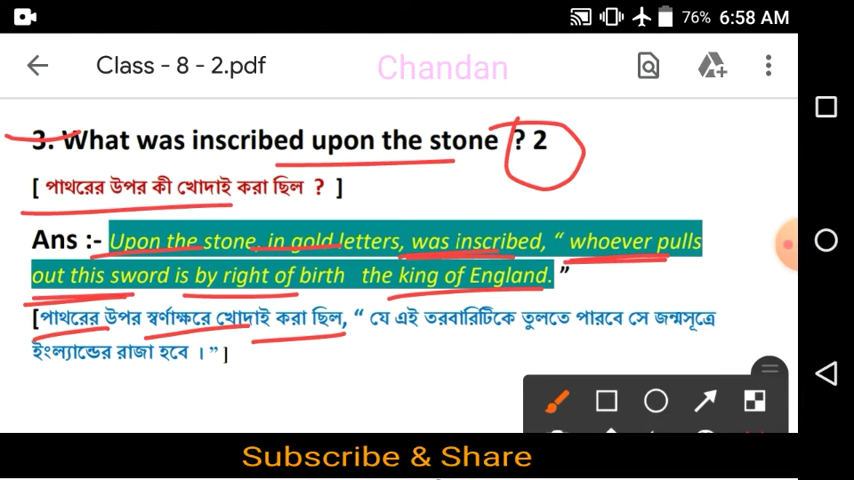 76% 6:58 AM
Class - 8 - 2.pdf
Chandan
3. What was inscribed upon the stone ? 2
[ পাথরের উপর কী খোদাই করা ছিল ? ]
Ans :- Upon the stone, in gold letters, was inscribed, “ whoever pulls
out this sword is by right of birth the king of England. ”
[পাথরের উপর স্বর্ণাক্ষরে খোদাই করা ছিল, “ যে এই তরবারিটিকে তুলতে পারবে সে জন্মসূত্রে
ইংল্যান্ডের রাজা হবে । ” ]
Subscribe & Share